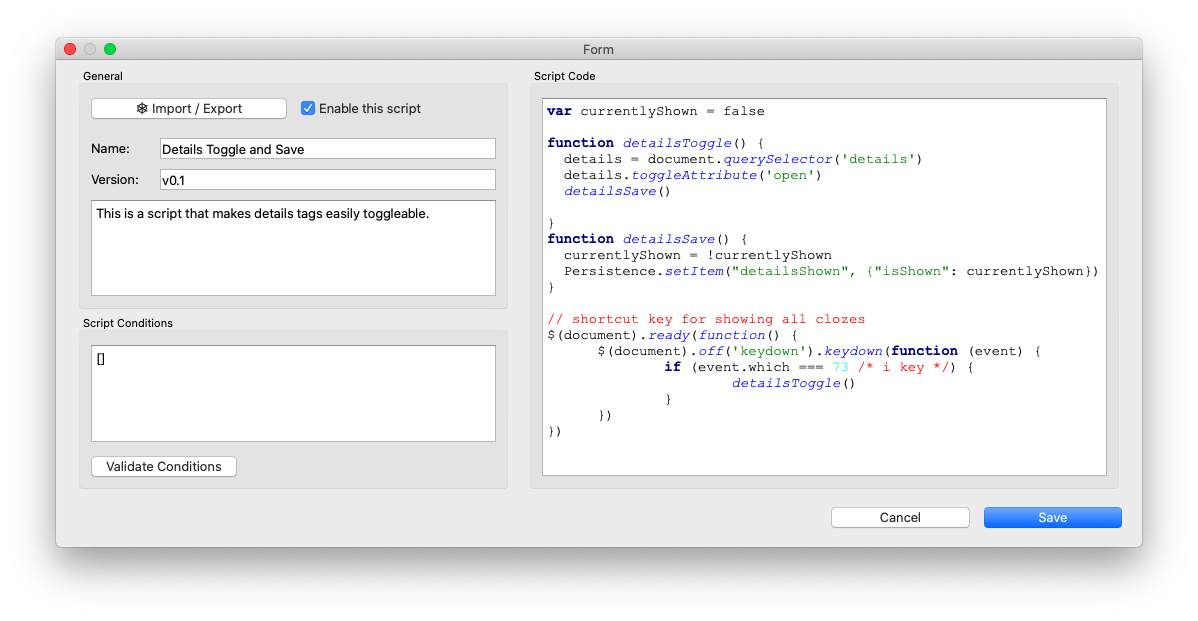 Form
General
❄ Import / Export
Enable this script
Name:
Details Toggle and Save
Version:
v0.1
This is a script that makes details tags easily toggleable.
Script Conditions
[]
Validate Conditions
Script Code
var currentlyShown = false
function detailsToggle() {
details = document.querySelector('details')
details.toggleAttribute('open')
detailsSave()
}
function detailsSave() {
currentlyShown = !currentlyShown
Persistence.setItem("detailsShown", {"isShown": currentlyShown})
}
// shortcut key for showing all clozes
$(document).ready(function() {
$(document).off('keydown').keydown(function (event) {
if (event.which === 73 /* i key */) {
detailsToggle()
}
})
})
Cancel
Save